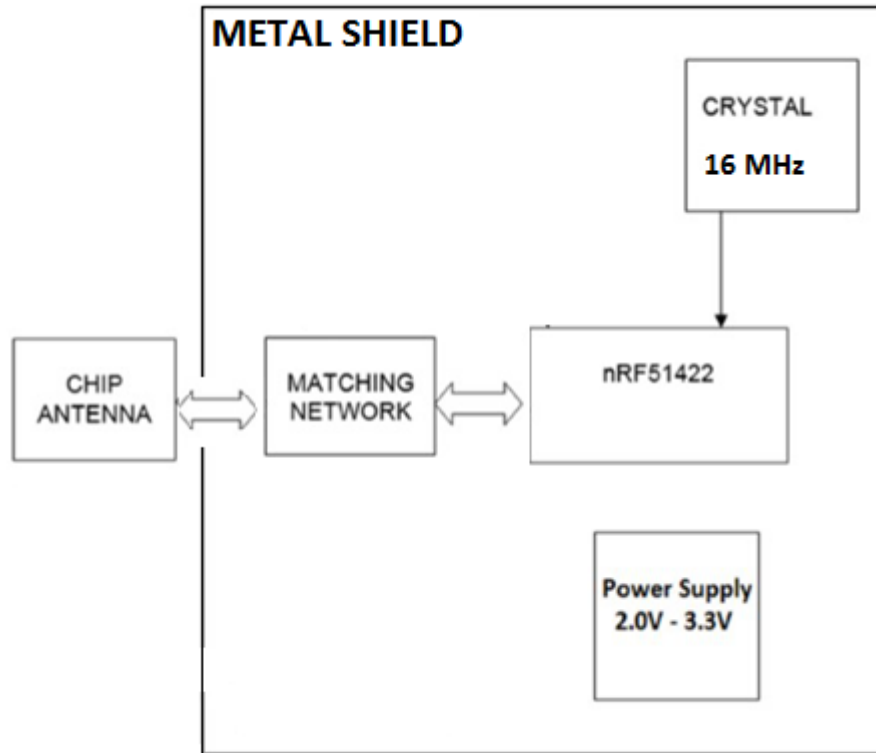 METAL SHIELD
CRYSTAL
16 MHz
CHIP
ANTENNA
MATCHING
NETWORK
nRF51422
Power Supply
2.0V - 3.3V